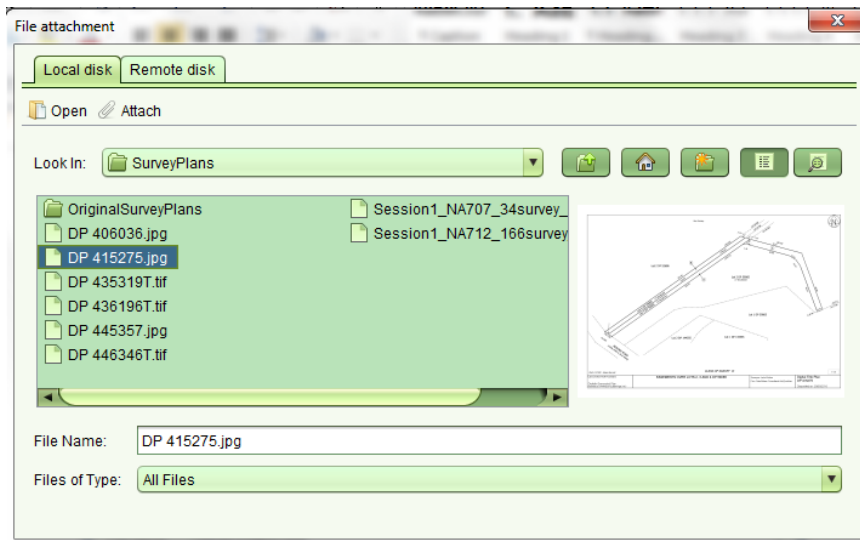 File attachment
Local disk Remote disk
Open Attach
Look In: SurveyPlans
OriginalSurveyPlans
DP 406036.jpg
DP 415275.jpg
DP 435319T.tif
DP 436196T.tif
DP 445357.jpg
DP 446346T.tif
Session1_NA707_34survey_
Session1_NA712_166survey
File Name: DP 415275.jpg
Files of Type: All Files